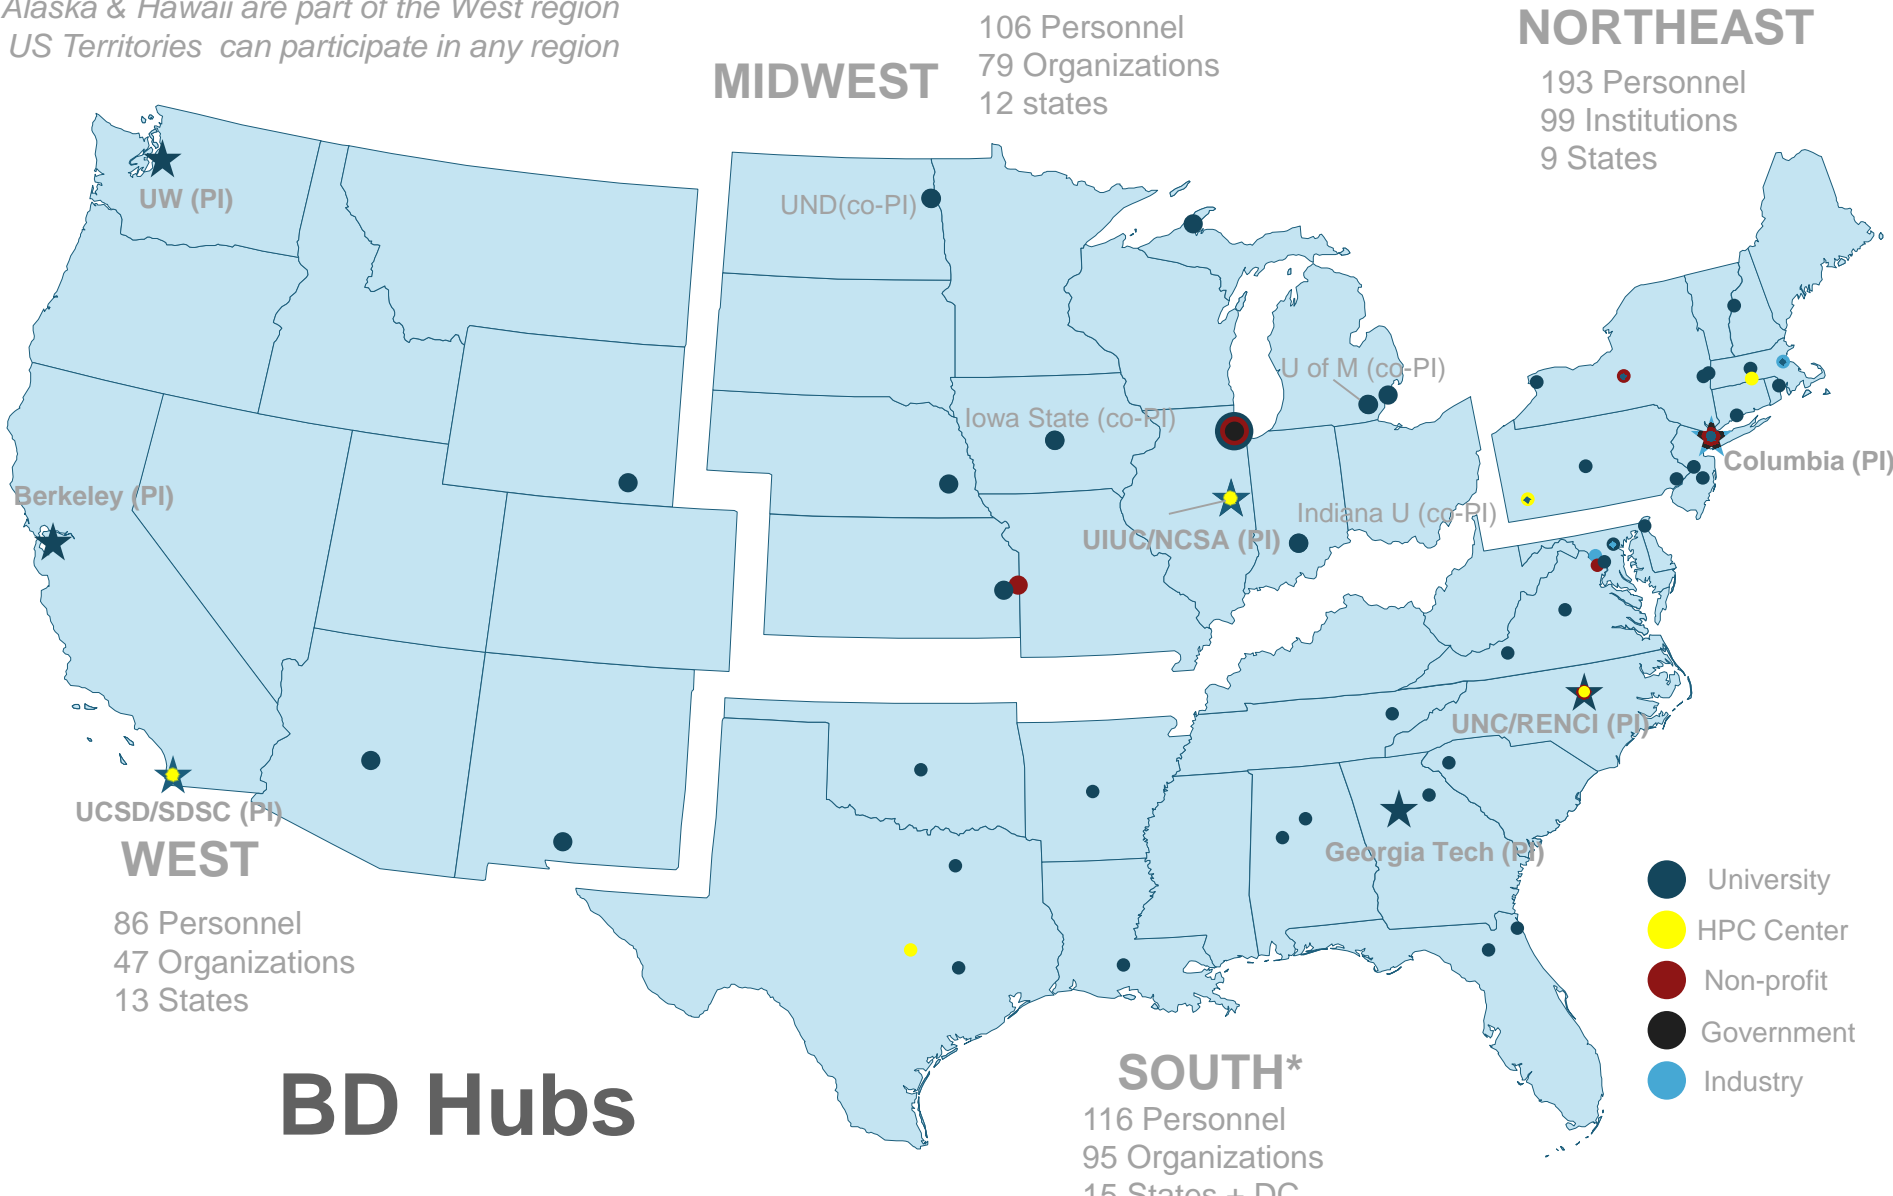 Alaska & Hawaii are part of the West region
US Territories can participate in any region
MIDWEST
106 Personnel
79 Organizations
12 states
NORTHEAST
193 Personnel
99 Institutions
9 States
UW (PI)
UND(co-PI)
U of M (co-PI)
Iowa State (co-PI)
Columbia (PI)
Berkeley (PI)
Indiana U (co-PI)
UIUC/NCSA (PI)
UNC/RENCI (PI)
UCSD/SDSC (PI)
Georgia Tech (PI)
WEST
86 Personnel
47 Organizations
13 States
University
HPC Center
Non-profit
Government
Industry
BD Hubs
SOUTH*
116 Personnel
95 Organizations
15 States + DC